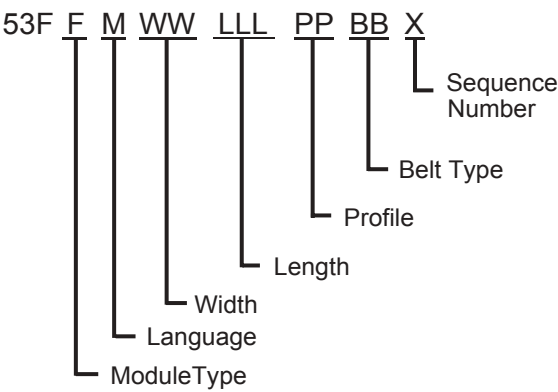 53F F M WW LLL PP BB X
Sequence
Number
Belt Type
Profile
Length
Width
Language
ModuleType